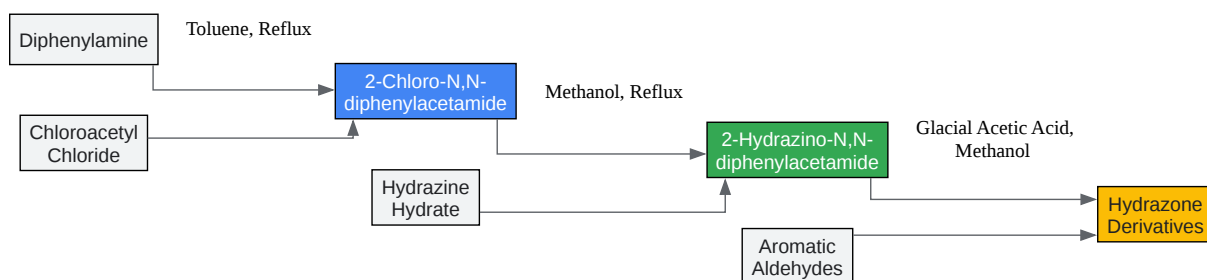 Diphenylamine
Toluene, Reflux
Chloroacetyl
Chloride
2-Chloro-N,N-
diphenylacetamide
Methanol, Reflux
Hydrazine
Hydrate
2-Hydrazino-N,N-
diphenylacetamide
Glacial Acetic Acid,
Methanol
Aromatic
Aldehydes
Hydrazone
Derivatives